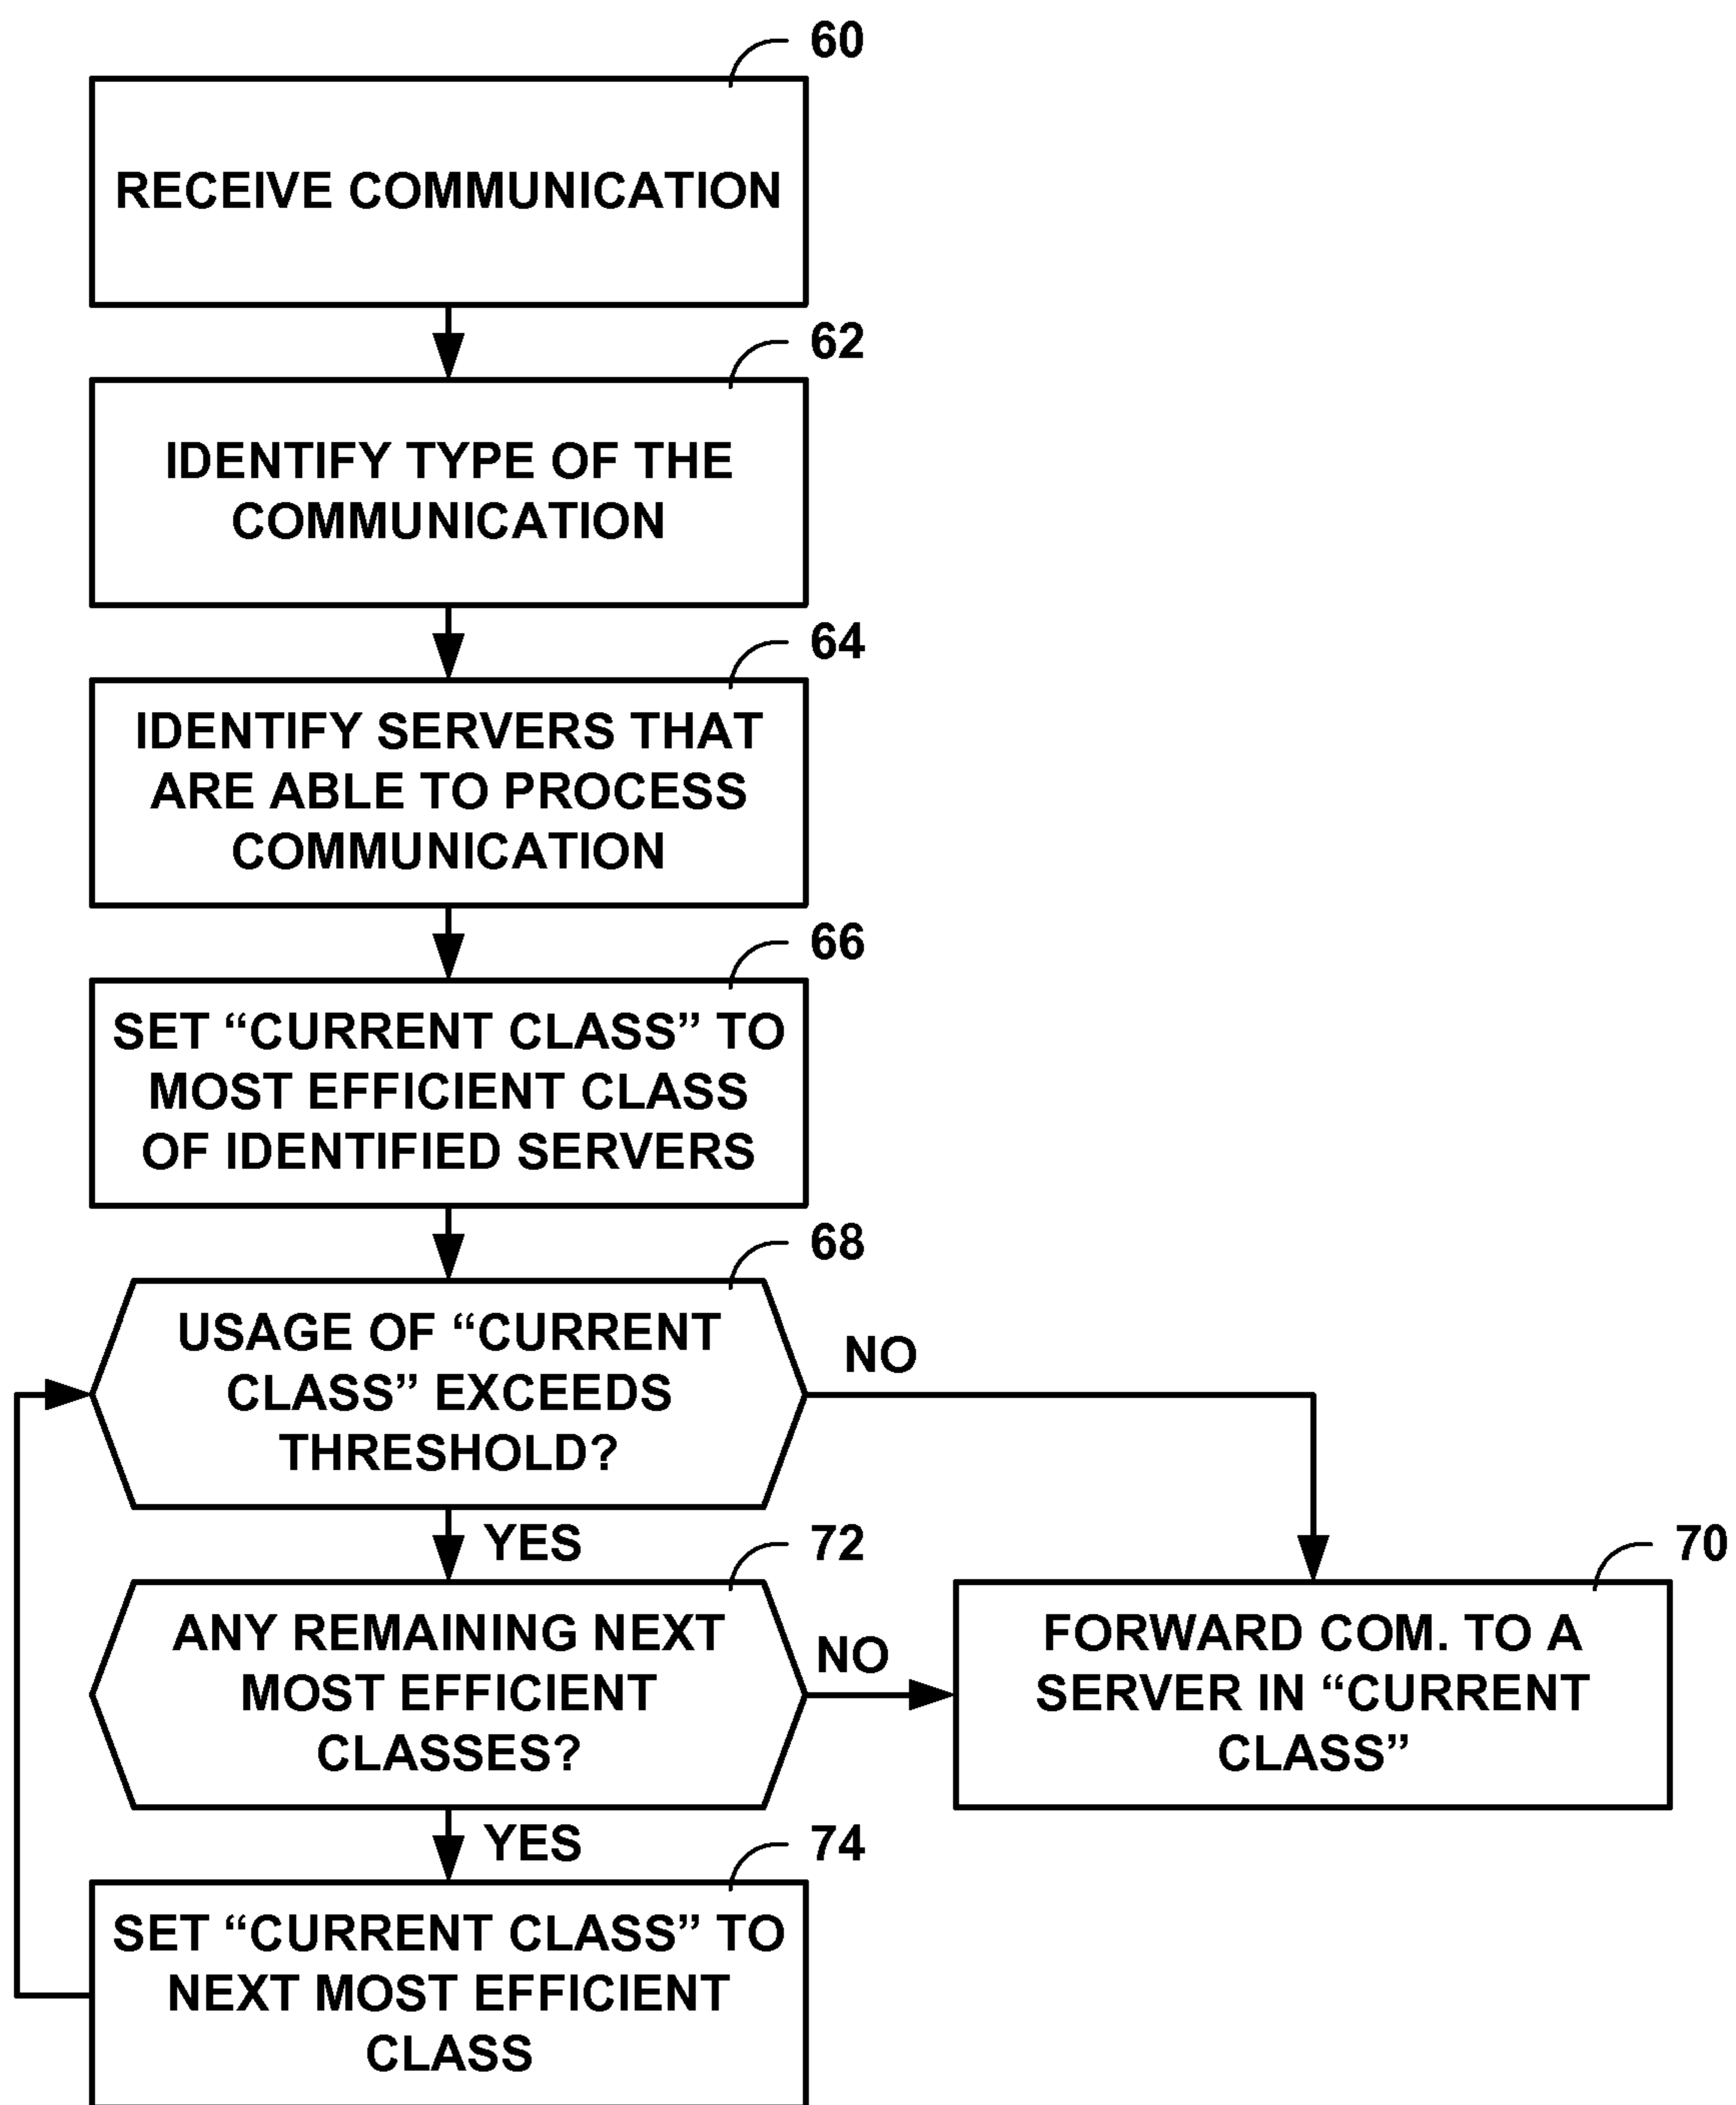 60
RECEIVE COMMUNICATION
62
IDENTIFY TYPE OF THE
COMMUNICATION
64
IDENTIFY SERVERS THAT
ARE ABLE TO PROCESS
COMMUNICATION
66
SET “CURRENT CLASS” TO
MOST EFFICIENT CLASS
OF IDENTIFIED SERVERS
68
USAGE OF “CURRENT
CLASS” EXCEEDS
THRESHOLD?
NO
YES
72
ANY REMAINING NEXT
MOST EFFICIENT
CLASSES?
NO
70
FORWARD COM. TO A
SERVER IN “CURRENT
CLASS”
YES
74
SET “CURRENT CLASS” TO
NEXT MOST EFFICIENT
CLASS